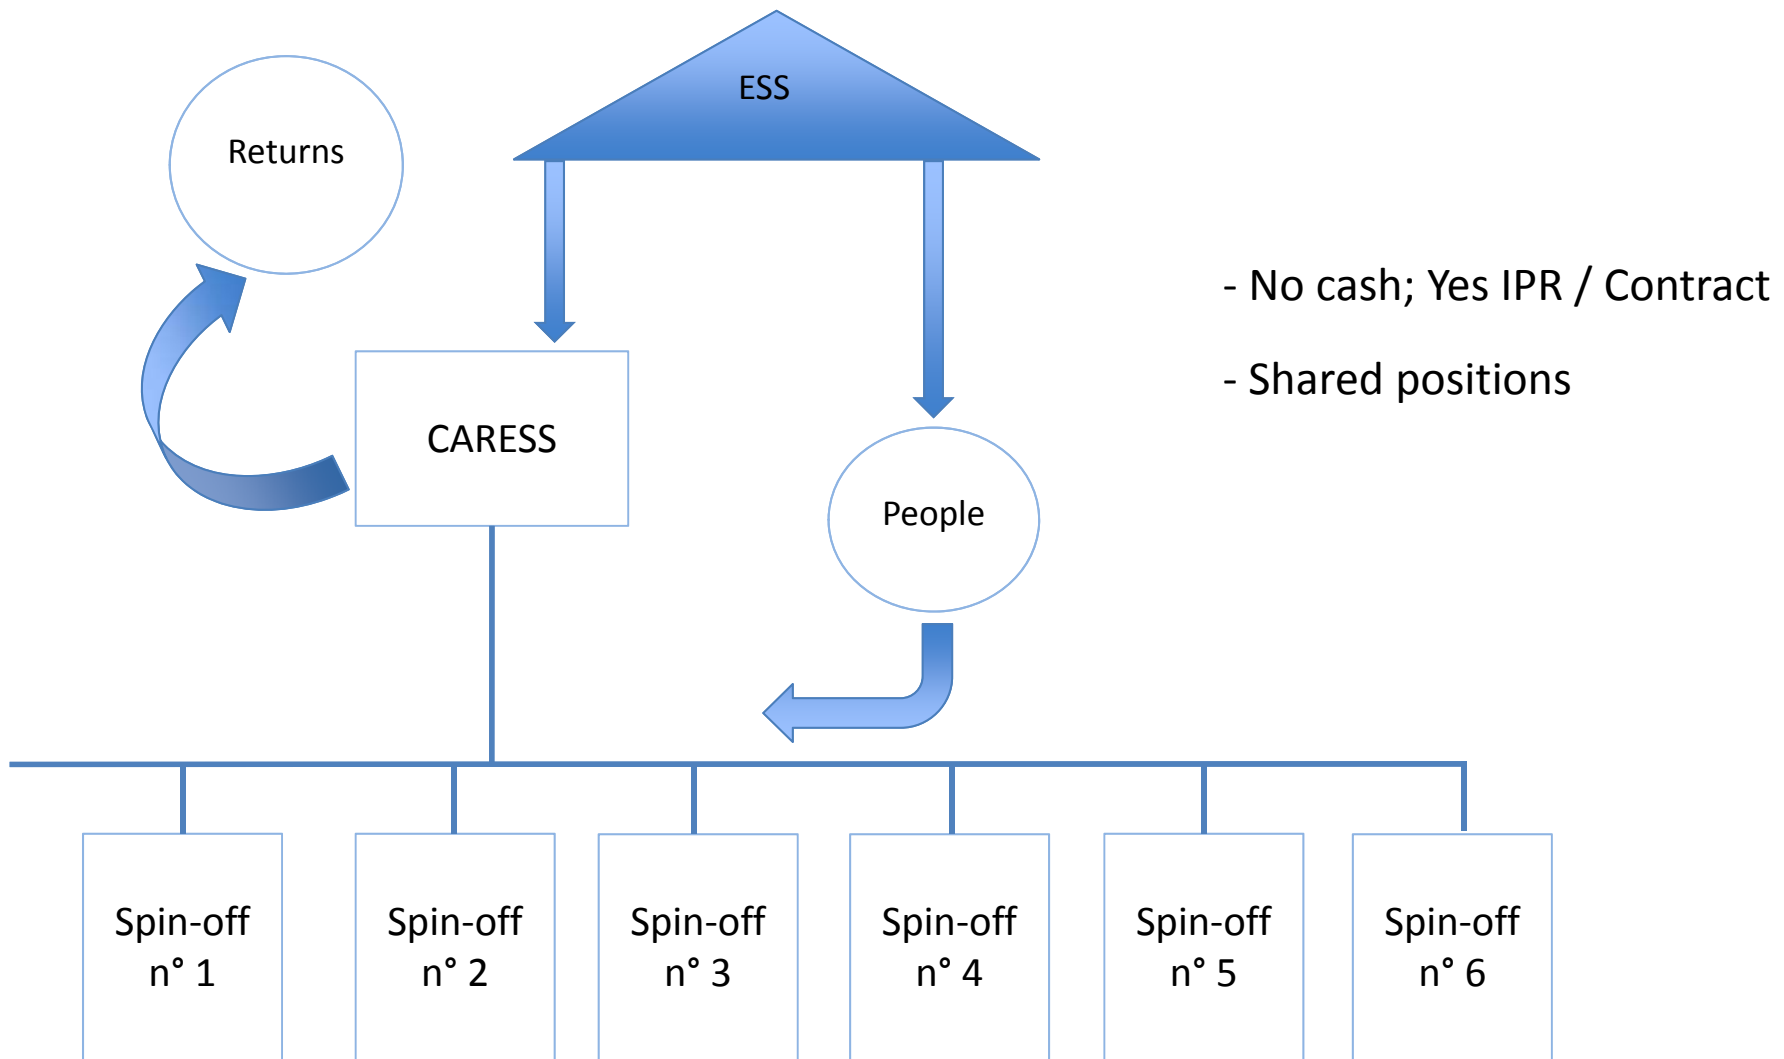 ESS
Returns
- No cash; Yes IPR / Contract
- Shared positions
CARESS
People
Spin-off
n° 1
Spin-off
n° 2
Spin-off
n° 3
Spin-off
n° 4
Spin-off
n° 5
Spin-off
n° 6